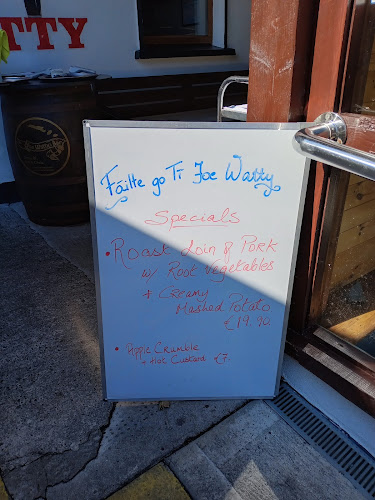 TTY
Fáilte go Tí Joe Watty
Specials
• Roast Loin of Pork
w/ Root Vegetables
+ Creamy
Mashed Potato
€19.90
• Apple Crumble
+ Hot Custard €7.